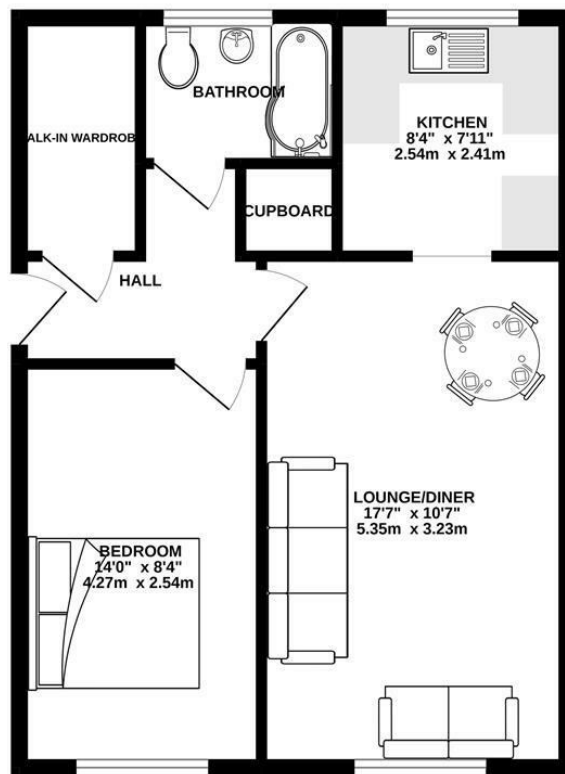 BATHROOM
KITCHEN
8'4" x 7'11"
2.54m x 2.41m
ALK-IN WARDROB
CUPBOARD
HALL
LOUNGE/DINER
17'7" x 10'7"
5.35m x 3.23m
BEDROOM
14'0" x 8'4"
4.27m x 2.54m